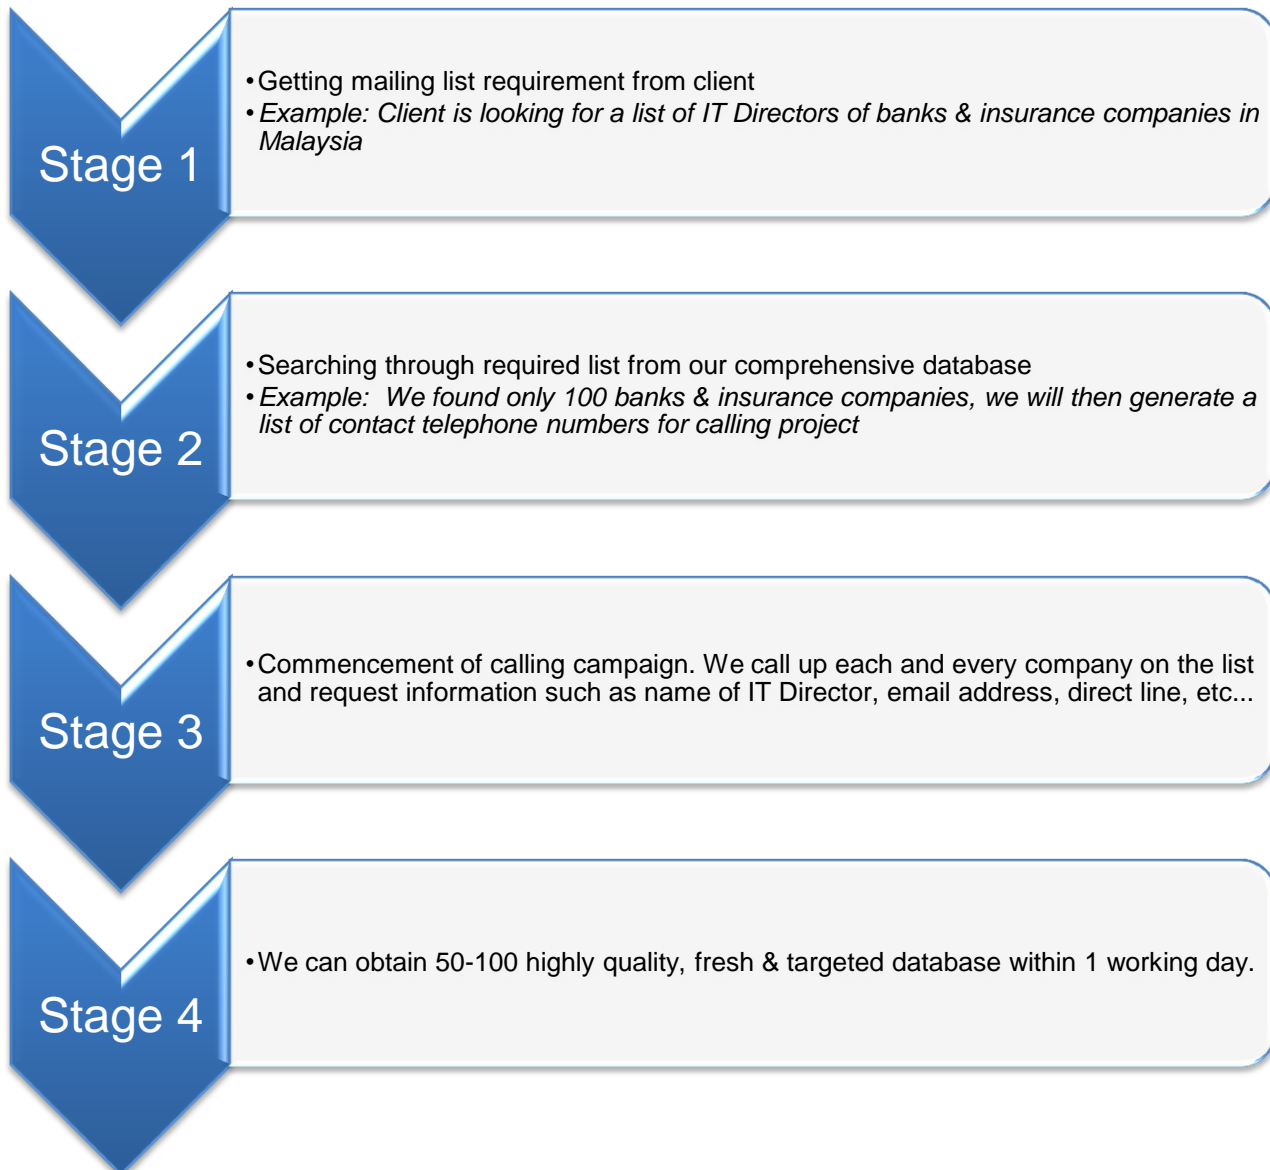 Stage 1
•Getting mailing list requirement from client
•Example: Client is looking for a list of IT Directors of banks & insurance companies in
Malaysia
Stage 2
•Searching through required list from our comprehensive database
•Example:  We found only 100 banks & insurance companies, we will then generate a
list of contact telephone numbers for calling project
Stage 3
•Commencement of calling campaign. We call up each and every company on the list
and request information such as name of IT Director, email address, direct line, etc...
Stage 4
•We can obtain 50-100 highly quality, fresh & targeted database within 1 working day.